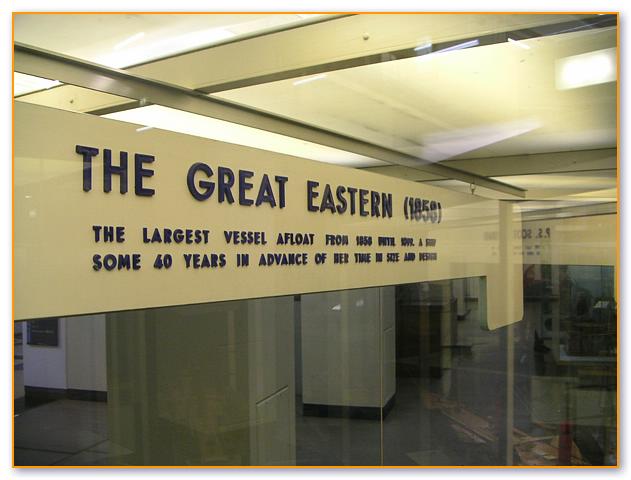 THE GREAT EASTERN (1858)
THE LARGEST VESSEL AFLOAT FROM 1858 UNTIL 1899. A SHIP
SOME 40 YEARS IN ADVANCE OF HER TIME IN SIZE AND DESIGN
P.S.